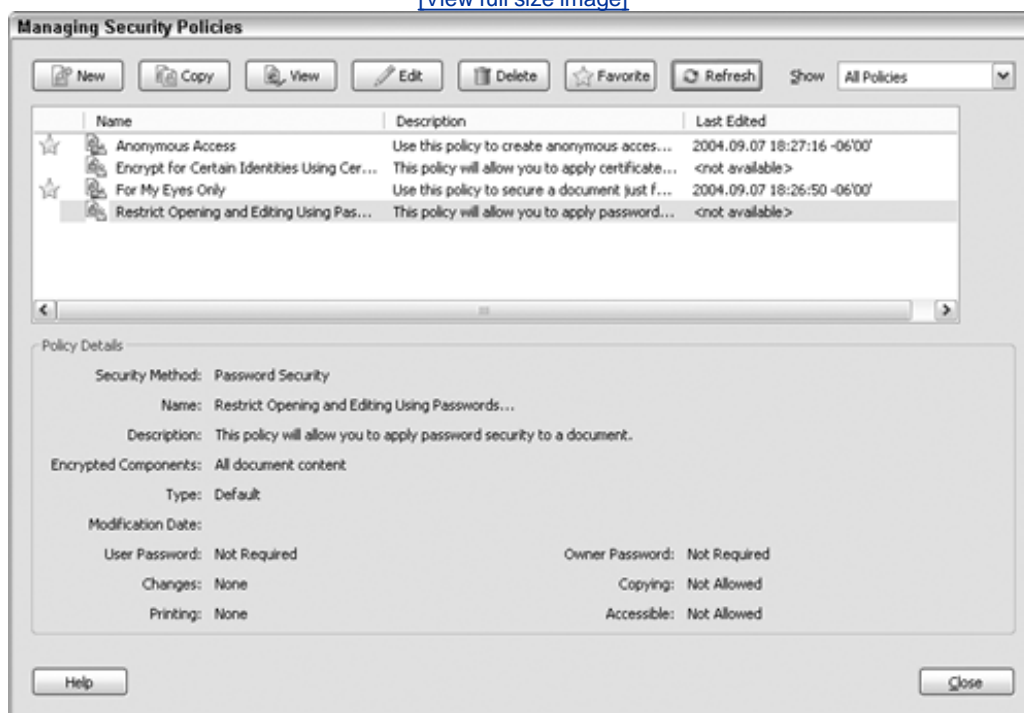 [View full size image]
Managing Security Policies
New Copy View Edit Delete Favorite Refresh Show All Policies
Name Description Last Edited
Anonymous Access Use this policy to create anonymous acces... 2004.09.07 18:27:16 -06'00'
Encrypt for Certain Identities Using Cer... This policy will allow you to apply certificate... <not available>
For My Eyes Only Use this policy to secure a document just f... 2004.09.07 18:26:50 -06'00'
Restrict Opening and Editing Using Pas... This policy will allow you to apply password... <not available>
Policy Details
Security Method: Password Security
Name: Restrict Opening and Editing Using Passwords...
Description: This policy will allow you to apply password security to a document.
Encrypted Components: All document content
Type: Default
Modification Date:
User Password: Not Required Owner Password: Not Required
Changes: None Copying: Not Allowed
Printing: None Accessible: Not Allowed
Help Close